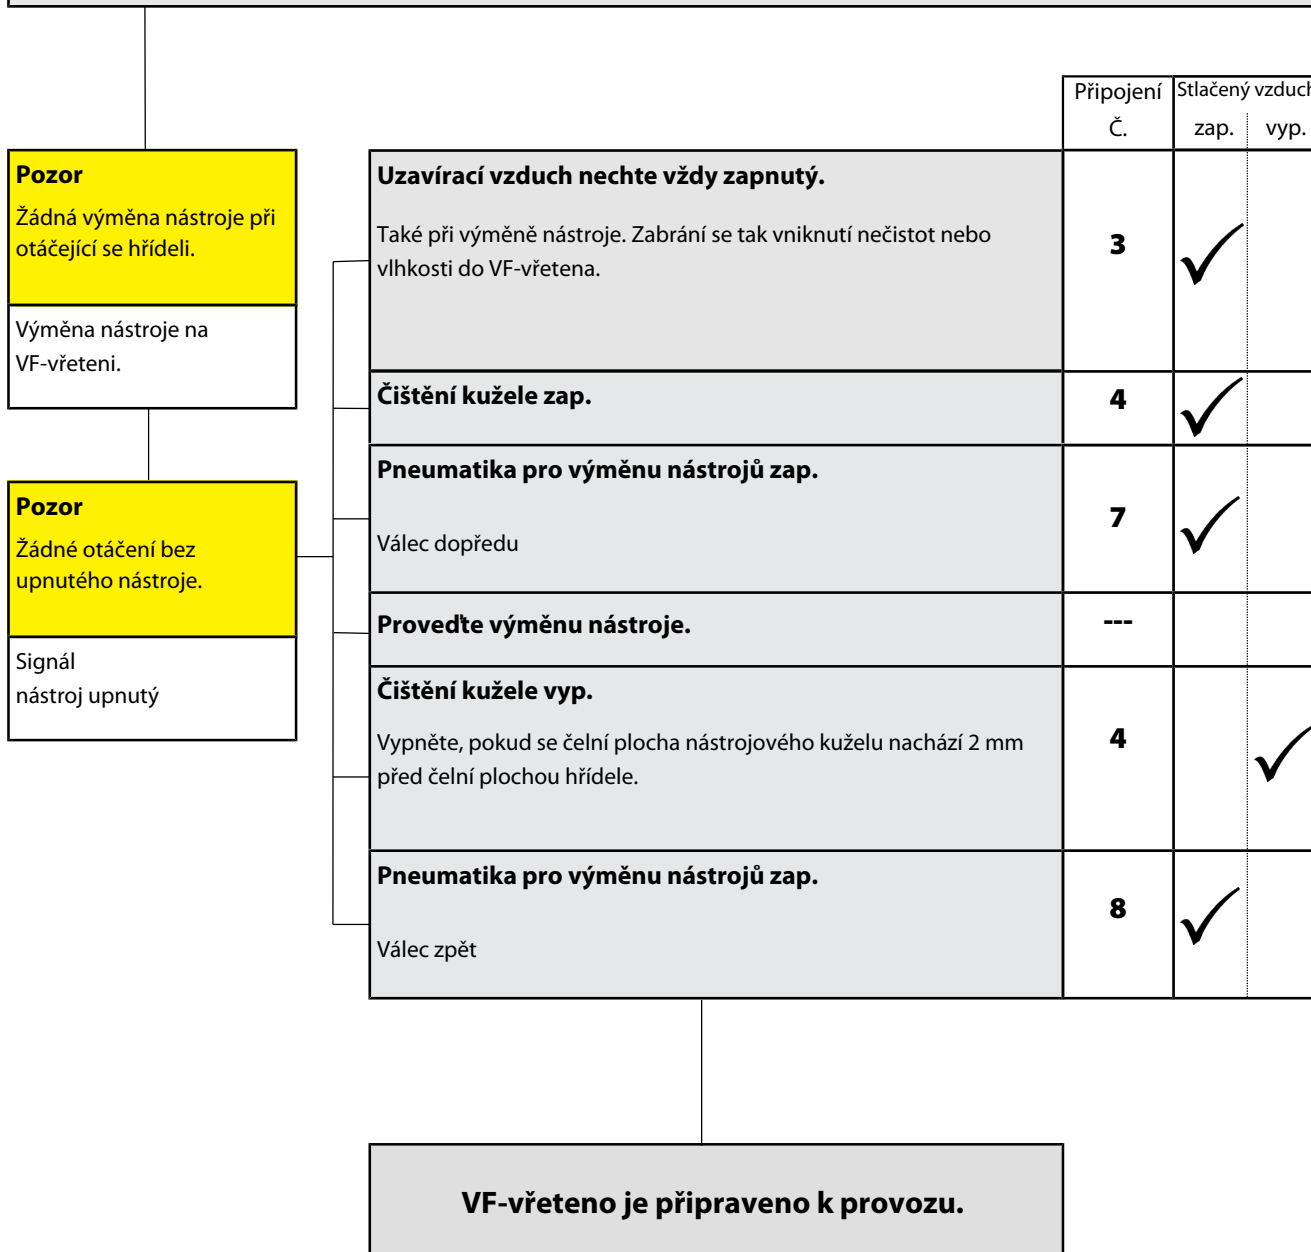 Připojení
Č.
Stlačený vzduch
zap.
vyp.
Pozor
Žádná výměna nástroje při
otáčející se hřídeli.
Výměna nástroje na
VF-vřeteni.
Pozor
Žádné otáčení bez
upnutého nástroje.
Signál
nástroj upnutý
Uzavírací vzduch nechte vždy zapnutý.
Také při výměně nástroje. Zabrání se tak vniknutí nečistot nebo
vlhkosti do VF-vřetena.
3
Čištění kužele zap.
4
Pneumatika pro výměnu nástrojů zap.
Válec dopředu
7
Proveďte výměnu nástroje.
---
Čištění kužele vyp.
Vypněte, pokud se čelní plocha nástrojového kuželu nachází 2 mm
před čelní plochou hřídele.
4
Pneumatika pro výměnu nástrojů zap.
Válec zpět
8
VF-vřeteno je připraveno k provozu.